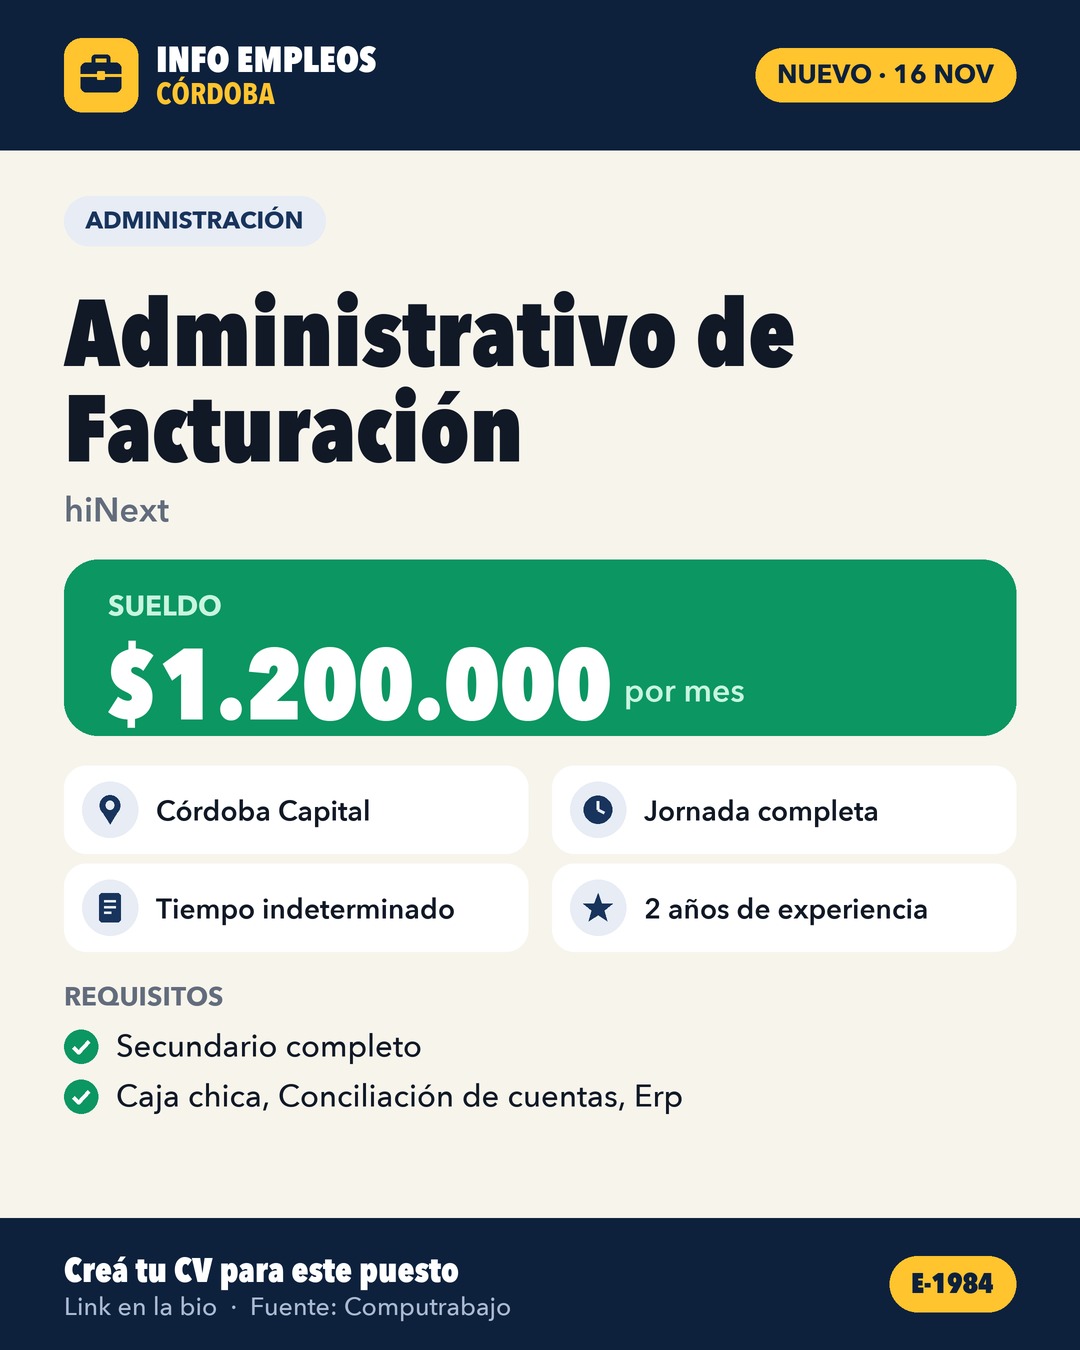 INFO EMPLEOS
CÓRDOBA
NUEVO · 16 NOV
ADMINISTRACIÓN
Administrativo de
Facturación
hiNext
SUELDO
$1.200.000 por mes
Córdoba Capital
Jornada completa
Tiempo indeterminado
2 años de experiencia
REQUISITOS
Secundario completo
Caja chica, Conciliación de cuentas, Erp
Creá tu CV para este puesto
Link en la bio · Fuente: Computrabajo
E-1984